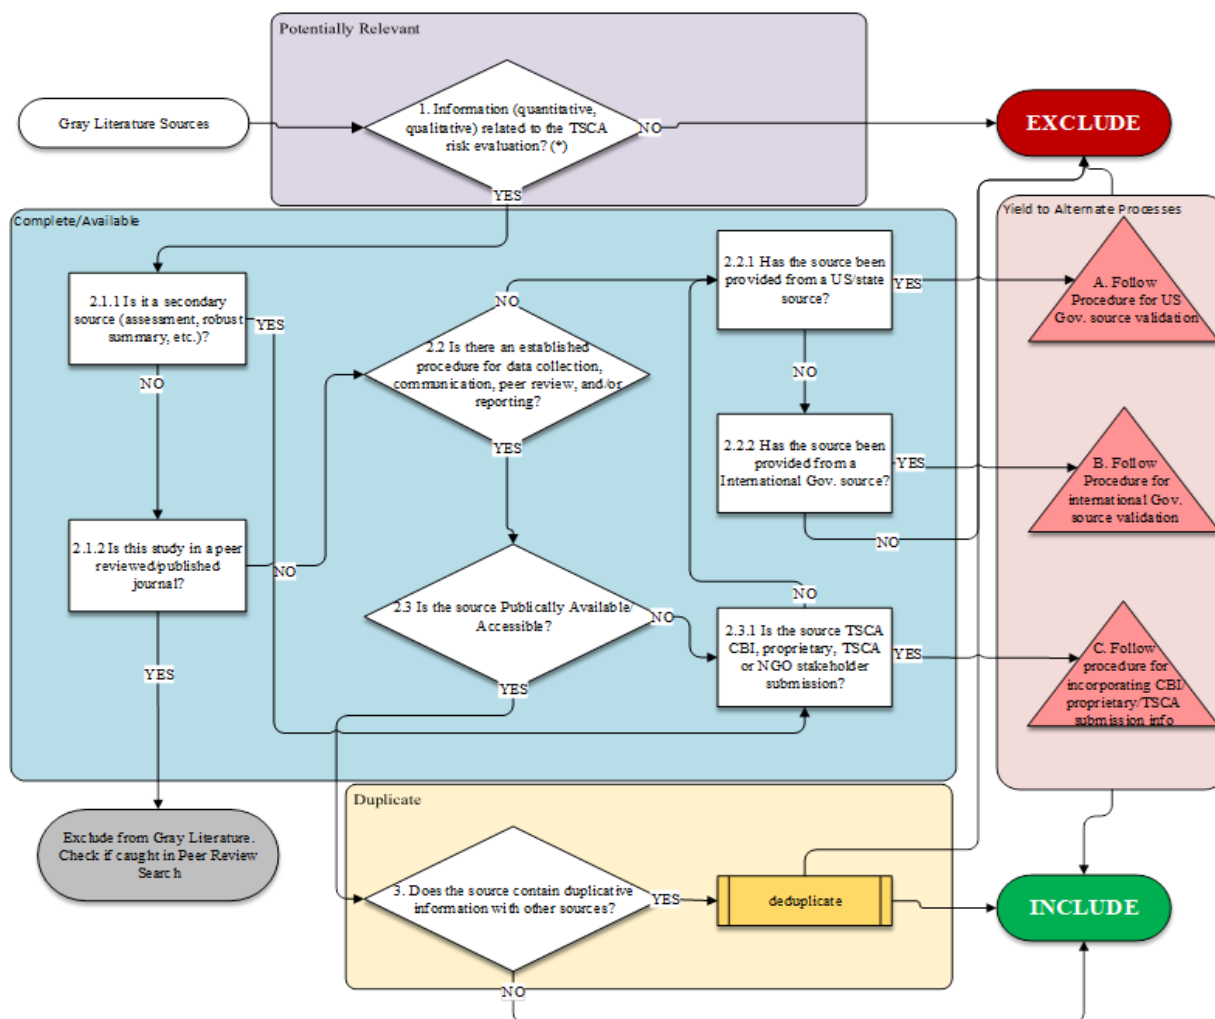 Potentially Relevant
Gray Literature Sources
1. Information (quantitative,
qualitative) related to the TSCA
risk evaluation? (*)
NO
EXCLUDE
YES
Complete/Available
2.1.1 Is it a secondary
source (assessment, robust
summary, etc.)?
YES
NO
2.1.2 Is this study in a peer
reviewed/published
journal?
NO
YES
Exclude from Gray Literature.
Check if caught in Peer Review
Search
NO
2.2 Is there an established
procedure for data collection,
communication, peer review, and/or
reporting?
YES
2.3 Is the source Publically Available/
Accessible?
NO
YES
2.2.1 Has the source been
provided from a US/state
source?
YES
NO
2.2.2 Has the source been
provided from a
International Gov. source?
YES
NO
NO
2.3.1 Is the source TSCA
CBI, proprietary, TSCA
or NGO stakeholder
submission?
YES
Yield to Alternate Processes
A. Follow
Procedure for US
Gov. source validation
B. Follow
Procedure for
international Gov.
source validation
C. Follow
procedure for
incorporating CBI/
proprietary/TSCA
submission info
Duplicate
3. Does the source contain duplicative
information with other sources?
YES
deduplicate
INCLUDE
NO